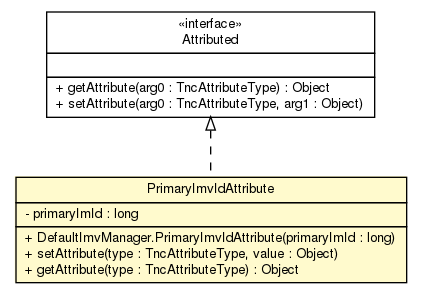 «interface»
Attributed
+ getAttribute(arg0 : TncAttributeType) : Object
+ setAttribute(arg0 : TncAttributeType, arg1 : Object)
PrimaryImvIdAttribute
- primaryImId : long
+ DefaultImvManager.PrimaryImvIdAttribute(primaryImId : long)
+ setAttribute(type : TncAttributeType, value : Object)
+ getAttribute(type : TncAttributeType) : Object